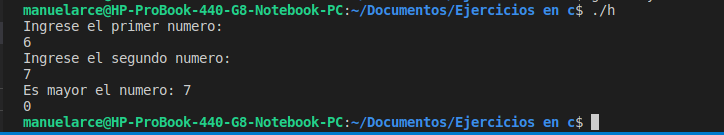 manuelarce@HP-ProBook-440-G8-Notebook-PC:~/Documentos/Ejercicios en c$ ./h
Ingrese el primer numero:
6
Ingrese el segundo numero:
7
Es mayor el numero: 7
0
manuelarce@HP-ProBook-440-G8-Notebook-PC:~/Documentos/Ejercicios en c$